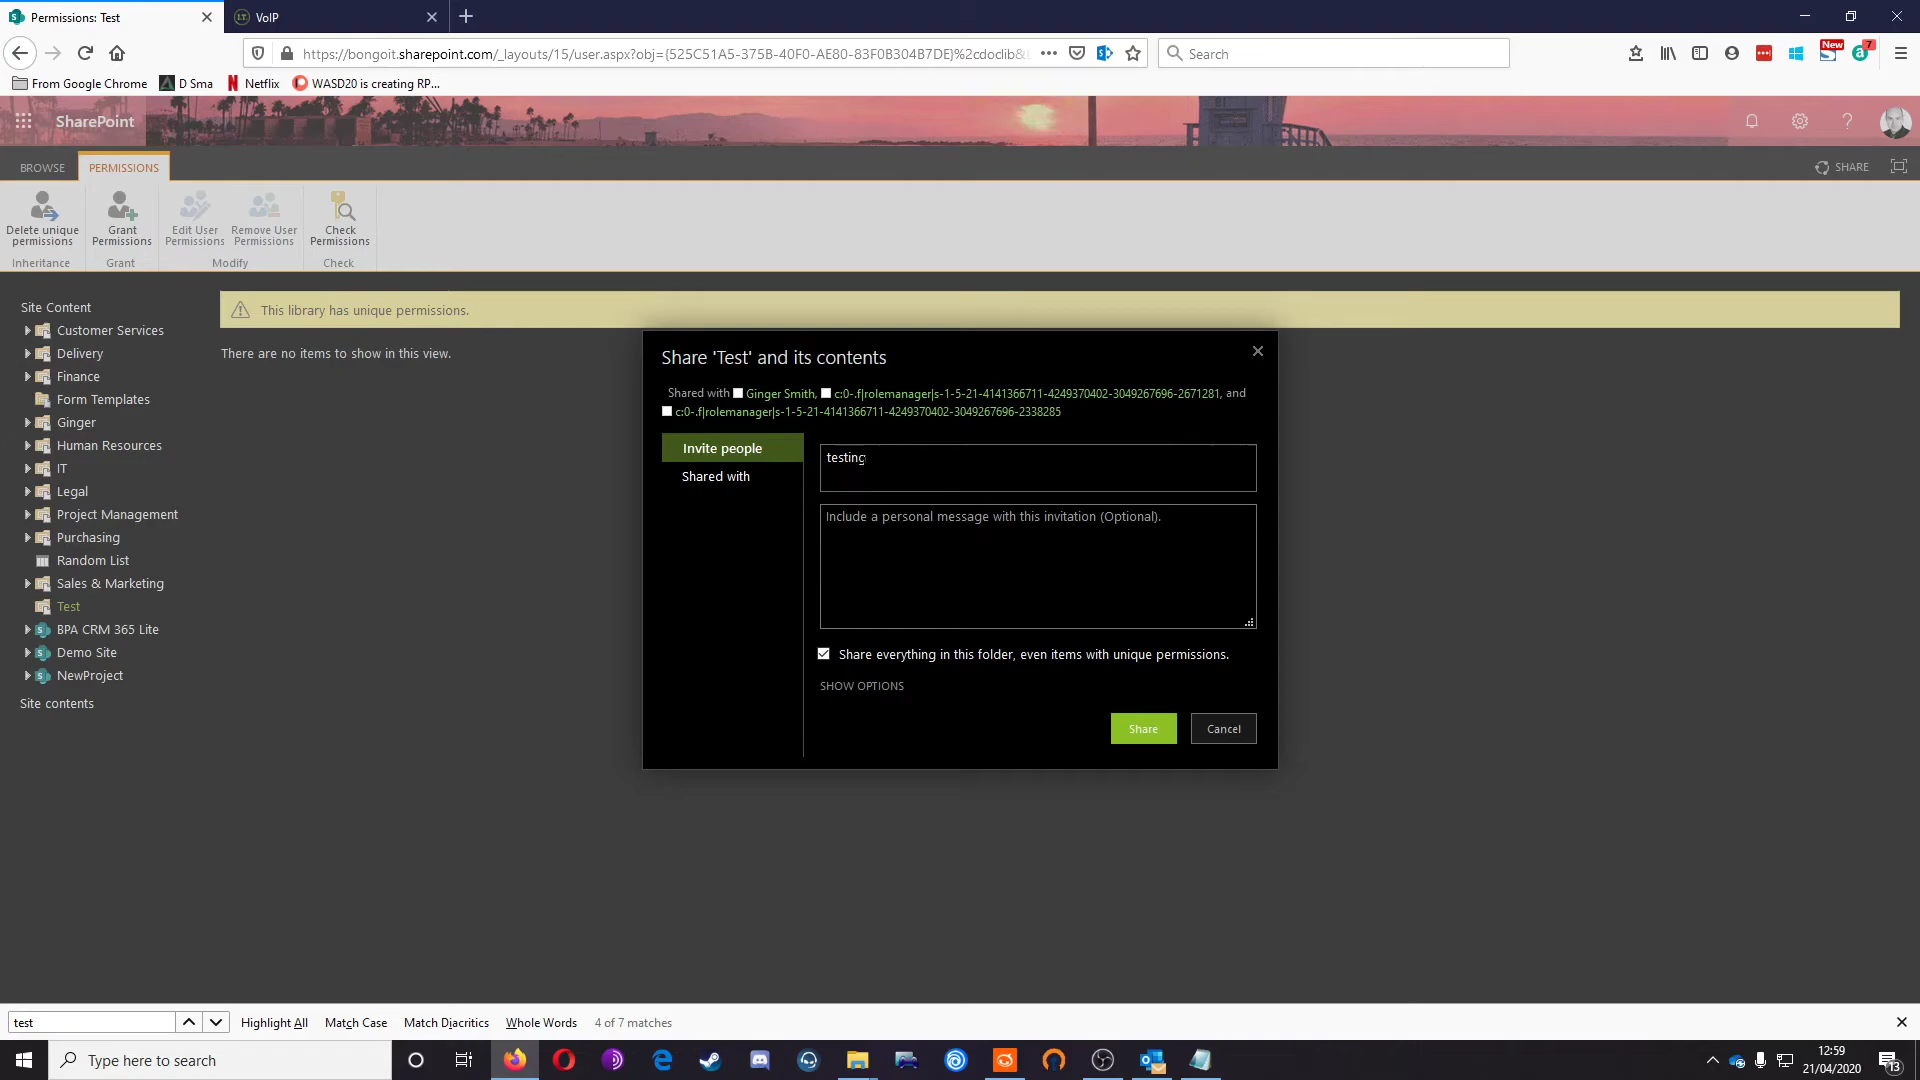 Permissions: Test
VoIP
https://bongoit.sharepoint.com/_layouts/15/user.aspx?obj={525C51A5-375B-40F0-AE80-83F0B304B7DE}%2cdoclib&L
Search
New
7
From Google Chrome
D Sma
Netflix
WASD20 is creating RP...
SharePoint
BROWSE
PERMISSIONS
SHARE
Delete unique permissions
Grant Permissions
Edit User Permissions
Remove User Permissions
Check Permissions
Inheritance
Grant
Modify
Check
Site Content
Customer Services
Delivery
Finance
Form Templates
Ginger
Human Resources
IT
Legal
Project Management
Purchasing
Random List
Sales & Marketing
Test
BPA CRM 365 Lite
Demo Site
NewProject
Site contents
This library has unique permissions.
There are no items to show in this view.
Share 'Test' and its contents
Shared with Ginger Smith, c:0-.f|rolemanager|s-1-5-21-4141366711-4249370402-3049267696-2671281, and
c:0-.f|rolemanager|s-1-5-21-4141366711-4249370402-3049267696-2338285
Invite people
Shared with
testing
Include a personal message with this invitation (Optional).
Share everything in this folder, even items with unique permissions.
SHOW OPTIONS
Share
Cancel
test
Highlight All
Match Case
Match Diacritics
Whole Words
4 of 7 matches
Type here to search
12:59
21/04/2020
13